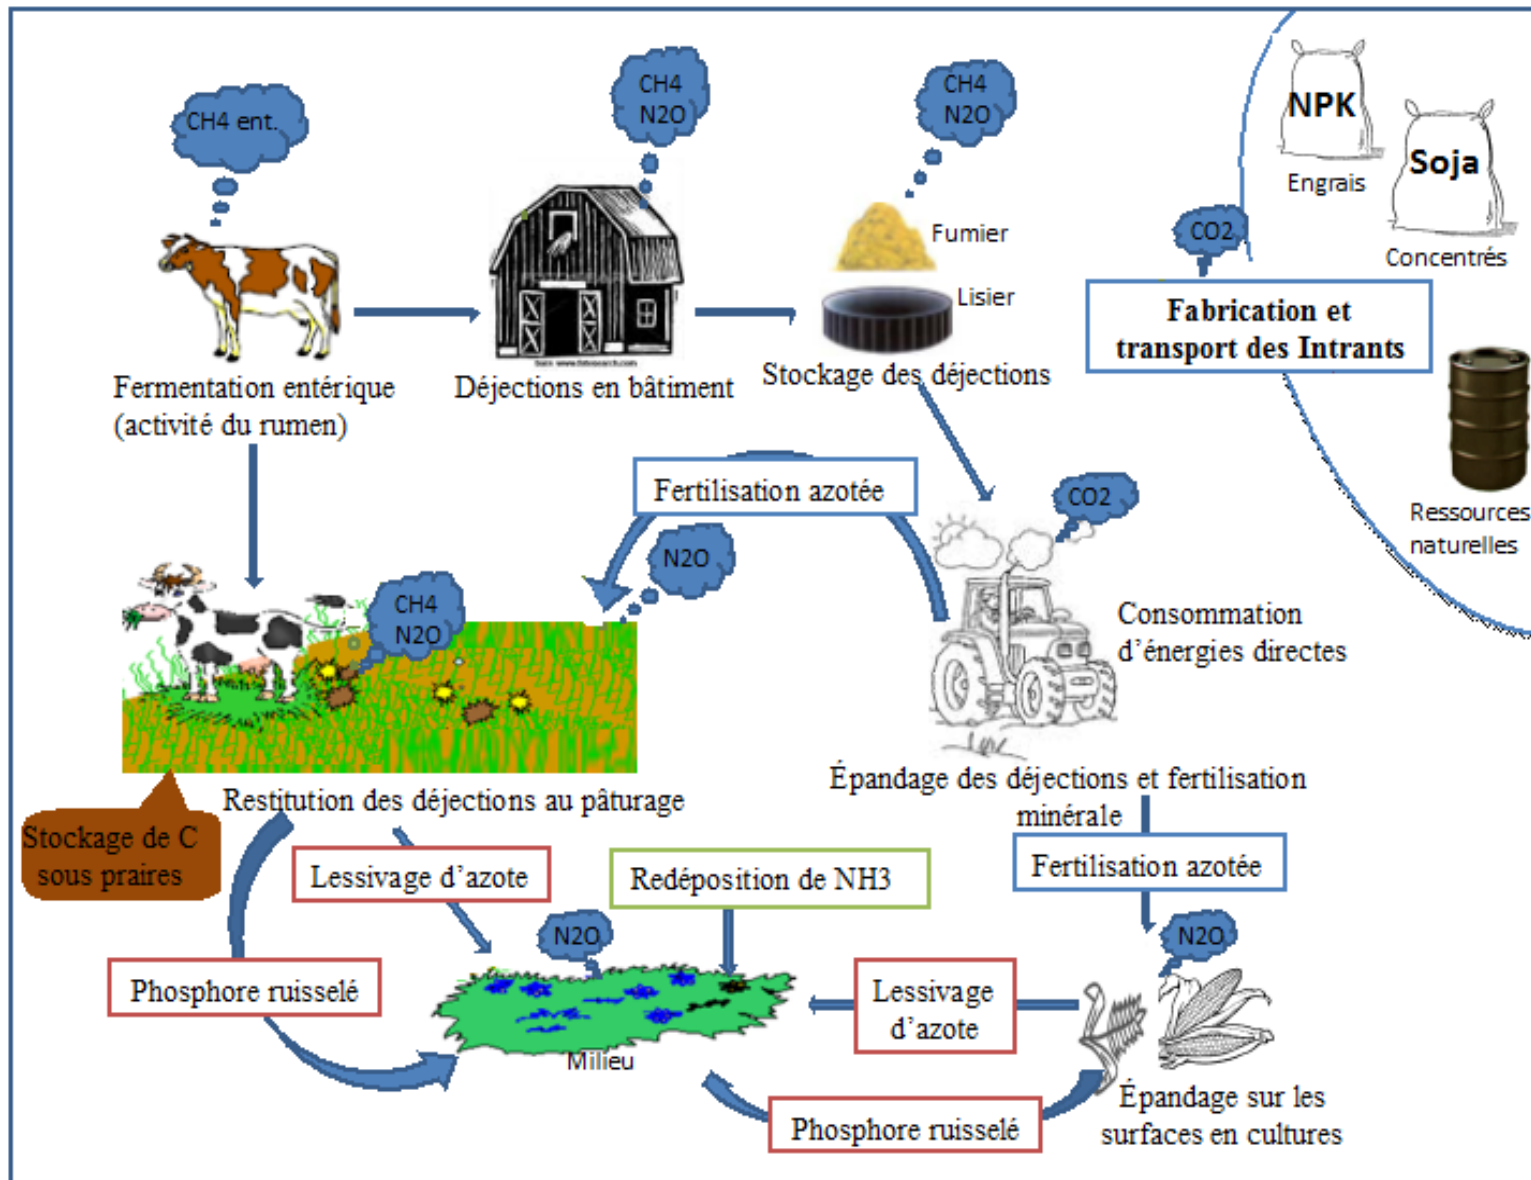 CH4 ent.
CH4
N2O
CH4
N2O
NPK
Engrais
Soja
Concentrés
CO2
Fumier
Lisier
Fabrication et
transport des Intrants
Fermentation entérique
(activité du rumen)
Déjections en bâtiment
Stockage des déjections
Ressources
naturelles
Fertilisation azotée
CO2
N2O
CH4
N2O
Consommation
d'énergies directes
Restitution des déjections au pâturage
Épandage des déjections et fertilisation
minérale
Stockage de C
sous praires
Lessivage d'azote
Redéposition de NH3
Fertilisation azotée
N2O
N2O
Phosphore ruisselé
Lessivage
d'azote
Milieu
Phosphore ruisselé
Épandage sur les
surfaces en cultures